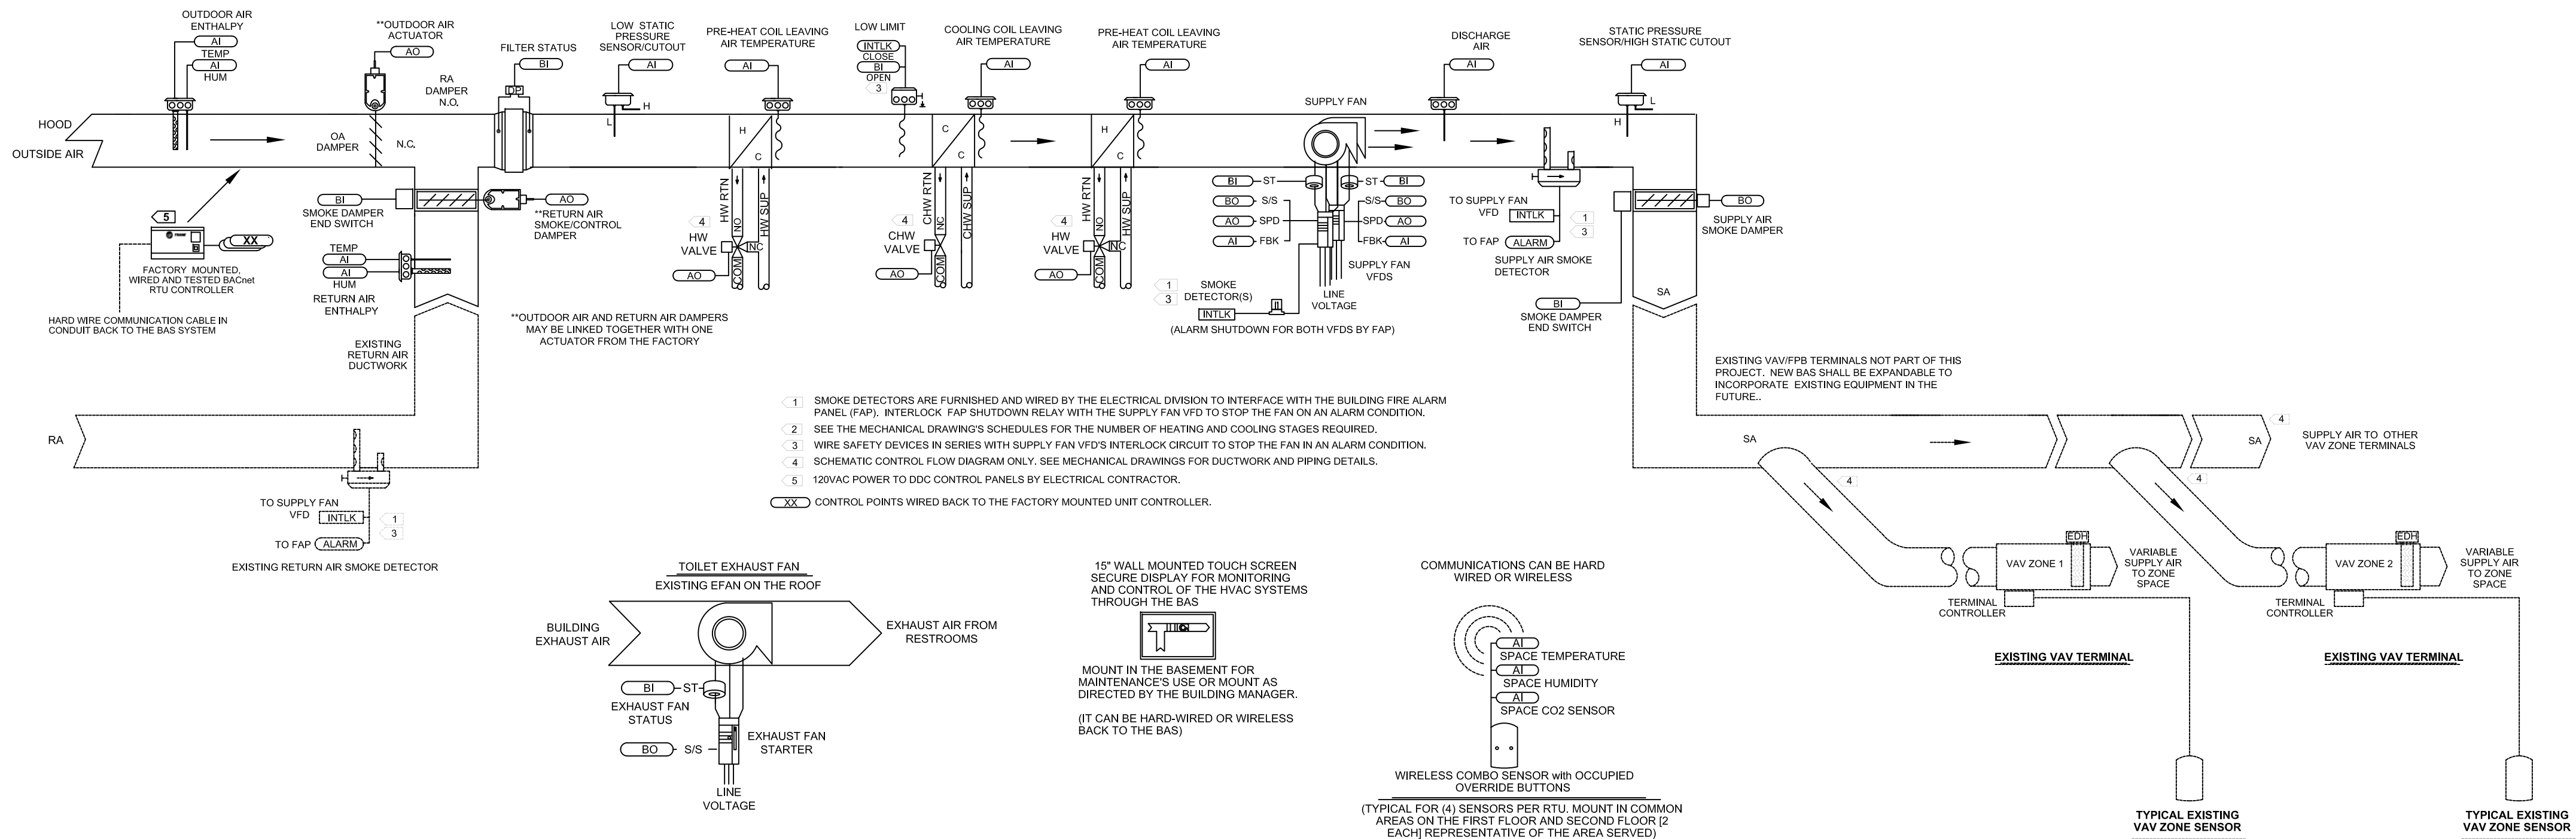 OUTDOOR AIR
ENTHALPY
AI
TEMP
AI
HUM
**OUTDOOR AIR
ACTUATOR
AO
RA
DAMPER
N.O.
FILTER STATUS
BI
DP
LOW STATIC
PRESSURE
SENSOR/CUTOUT
AI
H
L
PRE-HEAT COIL LEAVING
AIR TEMPERATURE
AI
LOW LIMIT
INTLK
CLOSE
BI
OPEN
3
COOLING COIL LEAVING
AIR TEMPERATURE
AI
PRE-HEAT COIL LEAVING
AIR TEMPERATURE
AI
SUPPLY FAN
DISCHARGE
AIR
AI
STATIC PRESSURE
SENSOR/HIGH STATIC CUTOUT
AI
L
H
HOOD
OUTSIDE AIR
OA
DAMPER
N.C.
H
C
C
C
H
C
5
TRANE
XX
FACTORY MOUNTED,
WIRED AND TESTED BACnet
RTU CONTROLLER
HARD WIRE COMMUNICATION CABLE IN
CONDUIT BACK TO THE BAS SYSTEM
BI
SMOKE DAMPER
END SWITCH
AO
**RETURN AIR
SMOKE/CONTROL
DAMPER
TEMP
AI
AI
HUM
RETURN AIR
ENTHALPY
HW RTN
HW SUP
4
HW
VALVE
NO
NC
COM
AO
CHW RTN
CHW SUP
4
CHW
VALVE
NC
COM
AO
HW RTN
HW SUP
4
HW
VALVE
NO
NC
COM
AO
BI ST
BO S/S
AO SPD
AI FBK
ST BI
S/S BO
SPD AO
FBK AI
SUPPLY FAN
VFDS
LINE
VOLTAGE
1
3
SMOKE
DETECTOR(S)
INTLK
(ALARM SHUTDOWN FOR BOTH VFDS BY FAP)
TO SUPPLY FAN
VFD
INTLK
1
3
TO FAP ALARM
SUPPLY AIR SMOKE
DETECTOR
BO
SUPPLY AIR
SMOKE DAMPER
BI
SMOKE DAMPER
END SWITCH
SA
**OUTDOOR AIR AND RETURN AIR DAMPERS
MAY BE LINKED TOGETHER WITH ONE
ACTUATOR FROM THE FACTORY
EXISTING
RETURN AIR
DUCTWORK
RA
TO SUPPLY FAN
VFD
INTLK
1
3
TO FAP ALARM
EXISTING RETURN AIR SMOKE DETECTOR
1 SMOKE DETECTORS ARE FURNISHED AND WIRED BY THE ELECTRICAL DIVISION TO INTERFACE WITH THE BUILDING FIRE ALARM
PANEL (FAP). INTERLOCK FAP SHUTDOWN RELAY WITH THE SUPPLY FAN VFD TO STOP THE FAN ON AN ALARM CONDITION.
2 SEE THE MECHANICAL DRAWING'S SCHEDULES FOR THE NUMBER OF HEATING AND COOLING STAGES REQUIRED.
3 WIRE SAFETY DEVICES IN SERIES WITH SUPPLY FAN VFD'S INTERLOCK CIRCUIT TO STOP THE FAN IN AN ALARM CONDITION.
4 SCHEMATIC CONTROL FLOW DIAGRAM ONLY. SEE MECHANICAL DRAWINGS FOR DUCTWORK AND PIPING DETAILS.
5 120VAC POWER TO DDC CONTROL PANELS BY ELECTRICAL CONTRACTOR.
XX CONTROL POINTS WIRED BACK TO THE FACTORY MOUNTED UNIT CONTROLLER.
EXISTING VAV/FPB TERMINALS NOT PART OF THIS
PROJECT. NEW BAS SHALL BE EXPANDABLE TO
INCORPORATE EXISTING EQUIPMENT IN THE
FUTURE..
SA
SA
4
SUPPLY AIR TO OTHER
VAV ZONE TERMINALS
4
4
EDH
VAV ZONE 1
VARIABLE
SUPPLY AIR
TO ZONE
SPACE
TERMINAL
CONTROLLER
EXISTING VAV TERMINAL
TYPICAL EXISTING
VAV ZONE SENSOR
EDH
VAV ZONE 2
VARIABLE
SUPPLY AIR
TO ZONE
SPACE
TERMINAL
CONTROLLER
EXISTING VAV TERMINAL
TYPICAL EXISTING
VAV ZONE SENSOR
TOILET EXHAUST FAN
EXISTING EFAN ON THE ROOF
BUILDING
EXHAUST AIR
EXHAUST AIR FROM
RESTROOMS
BI ST
EXHAUST FAN
STATUS
BO S/S
EXHAUST FAN
STARTER
LINE
VOLTAGE
15" WALL MOUNTED TOUCH SCREEN
SECURE DISPLAY FOR MONITORING
AND CONTROL OF THE HVAC SYSTEMS
THROUGH THE BAS
MOUNT IN THE BASEMENT FOR
MAINTENANCE'S USE OR MOUNT AS
DIRECTED BY THE BUILDING MANAGER.
(IT CAN BE HARD-WIRED OR WIRELESS
BACK TO THE BAS)
COMMUNICATIONS CAN BE HARD
WIRED OR WIRELESS
AI
SPACE TEMPERATURE
AI
SPACE HUMIDITY
AI
SPACE CO2 SENSOR
WIRELESS COMBO SENSOR with OCCUPIED
OVERRIDE BUTTONS
(TYPICAL FOR (4) SENSORS PER RTU. MOUNT IN COMMON
AREAS ON THE FIRST FLOOR AND SECOND FLOOR [2
EACH] REPRESENTATIVE OF THE AREA SERVED)